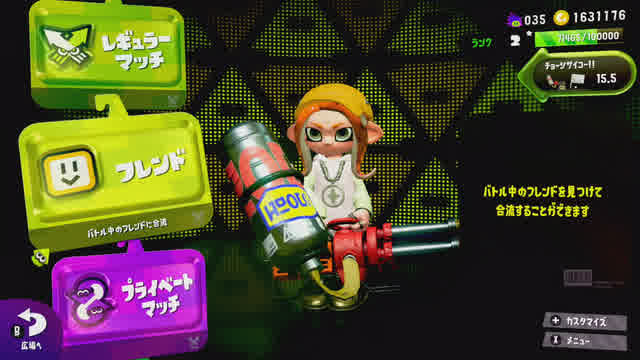 レギュラー
マッチ
フレンド
バトル中のフレンドに合流
プライベート
マッチ
B
広場へ
035
1631176
ランク
2
/100000
チョーシサイコー!!
15.5
バトル中のフレンドを見つけて
合流することができます
+ カスタマイズ
X メニュー